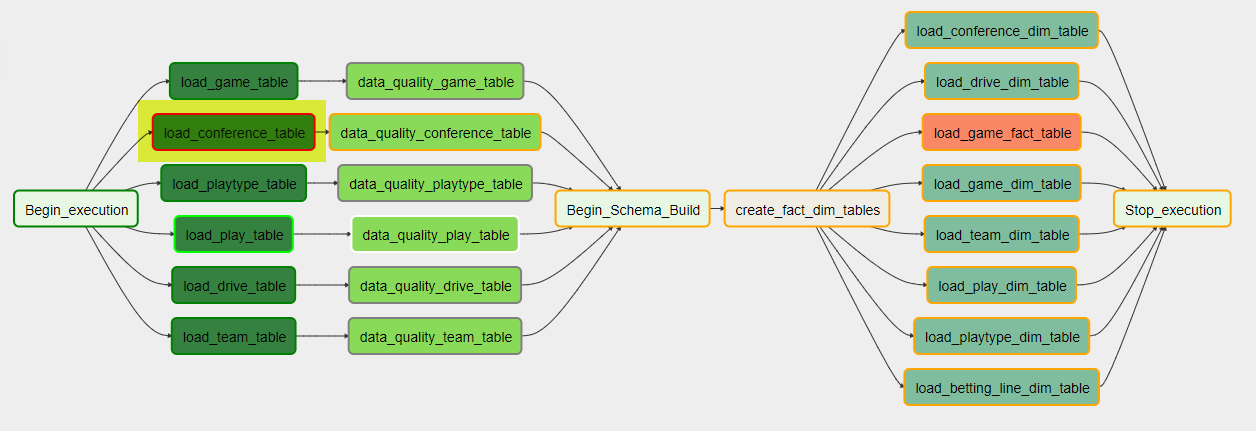 Begin_execution
load_game_table
load_conference_table
load_playtype_table
load_play_table
load_drive_table
load_team_table
data_quality_game_table
data_quality_conference_table
data_quality_playtype_table
data_quality_play_table
data_quality_drive_table
data_quality_team_table
Begin_Schema_Build
create_fact_dim_tables
load_conference_dim_table
load_drive_dim_table
load_game_fact_table
load_game_dim_table
load_team_dim_table
load_play_dim_table
load_playtype_dim_table
load_betting_line_dim_table
Stop_execution